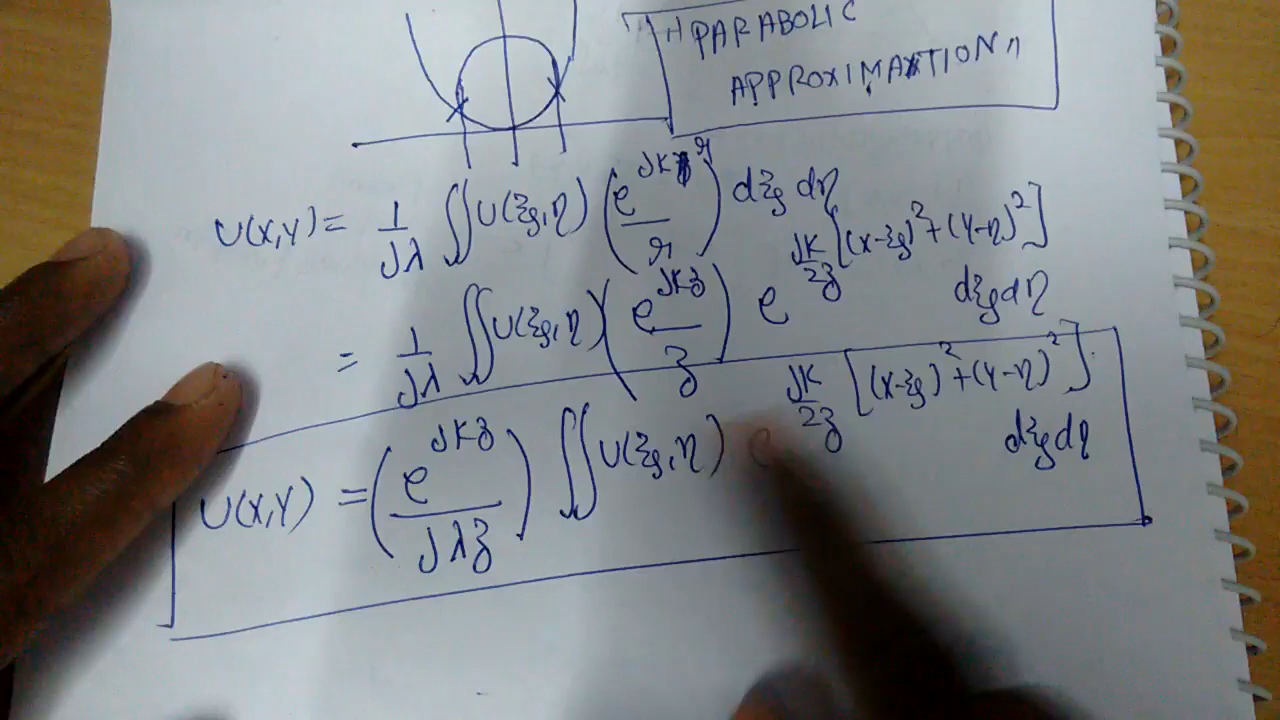 "PARABOLIC
APPROXIMATION"
U(x,y) = 1/jλ ∬ U(ξ,η) (e^{jkr}/r) dξ dη
= 1/jλ ∬ U(ξ,η) (e^{jkz}/z) e^{jk/2z [(x-ξ)²+(y-η)²]} dξ dη
U(x,y) = (e^{jkz}/jλz) ∬ U(ξ,η) e^{jk/2z [(x-ξ)²+(y-η)²]} dξ dη